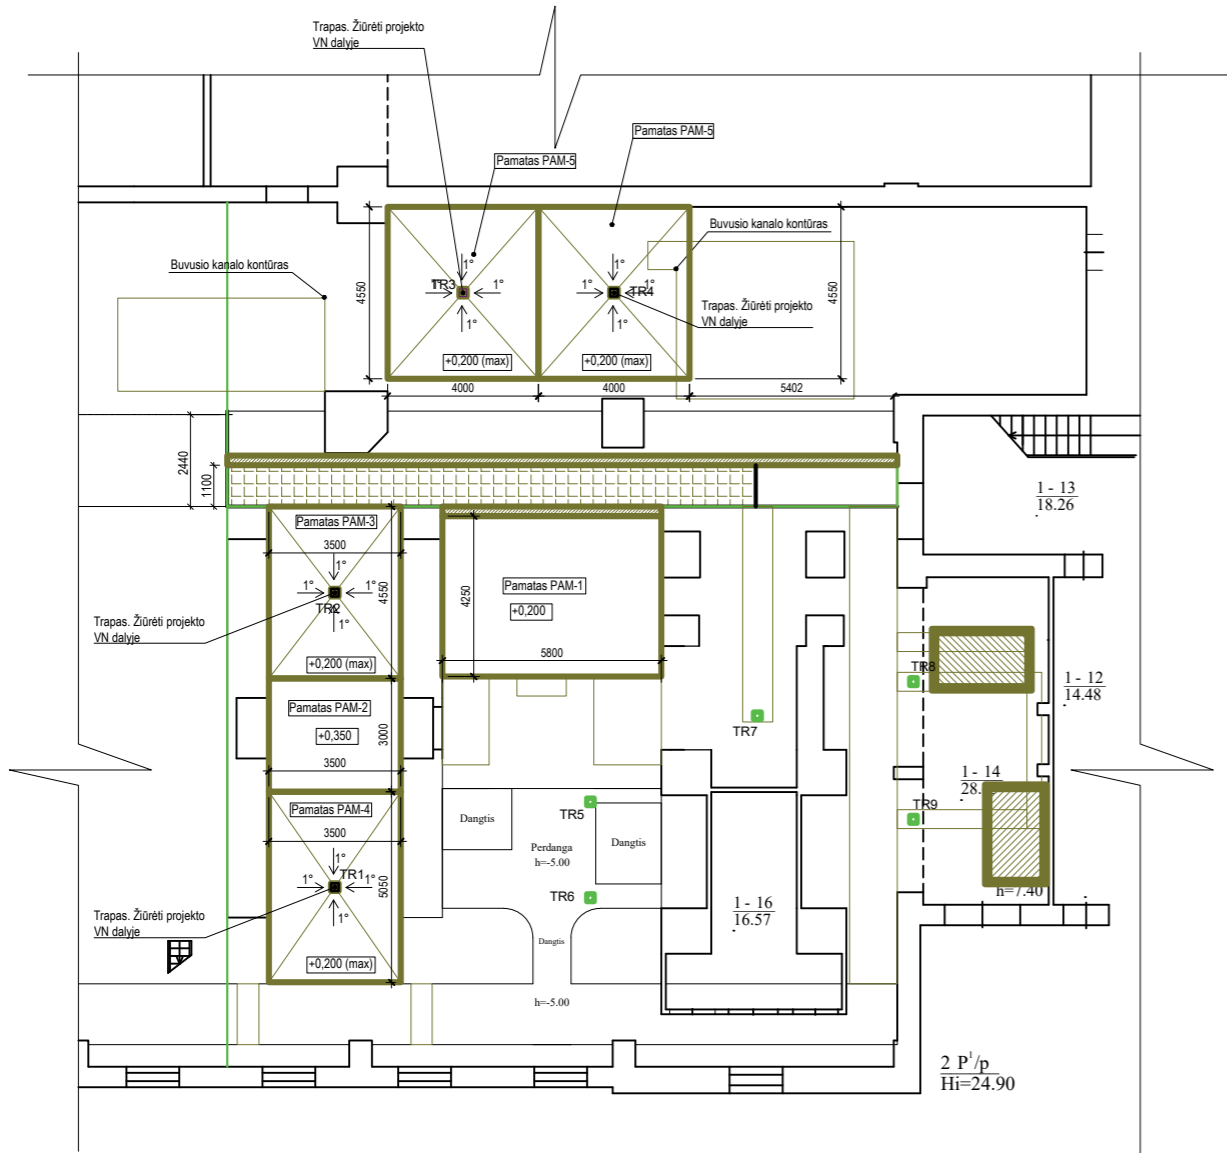 Trapas. Žiūrėti projekto
VN dalyje
Pamatas PAM-5
Pamatas PAM-5
Buvusio kanalo kontūras
Buvusio kanalo kontūras
4550
1°
1°
1°
1°
TR3
1°
1°
1°
1°
TR4
4550
Trapas. Žiūrėti projekto
VN dalyje
+0,200 (max)
+0,200 (max)
4000
4000
5402
2440
1100
1 - 13
18.26
Pamatas PAM-3
3500
1°
1°
1°
1°
TR2
4550
Pamatas PAM-1
+0,200
4250
5800
Trapas. Žiūrėti projekto
VN dalyje
+0,200 (max)
TR8
1 - 12
14.48
Pamatas PAM-2
+0,350
3000
3500
TR7
1 - 14
28.
Pamatas PAM-4
3500
TR5
TR9
Dangtis
Dangtis
Perdanga
h=-5.00
1°
1°
1°
1°
TR1
5050
TR6
h=7.40
1 - 16
16.57
Trapas. Žiūrėti projekto
VN dalyje
Dangtis
+0,200 (max)
h=-5.00
2 P¹/p
Hi=24.90